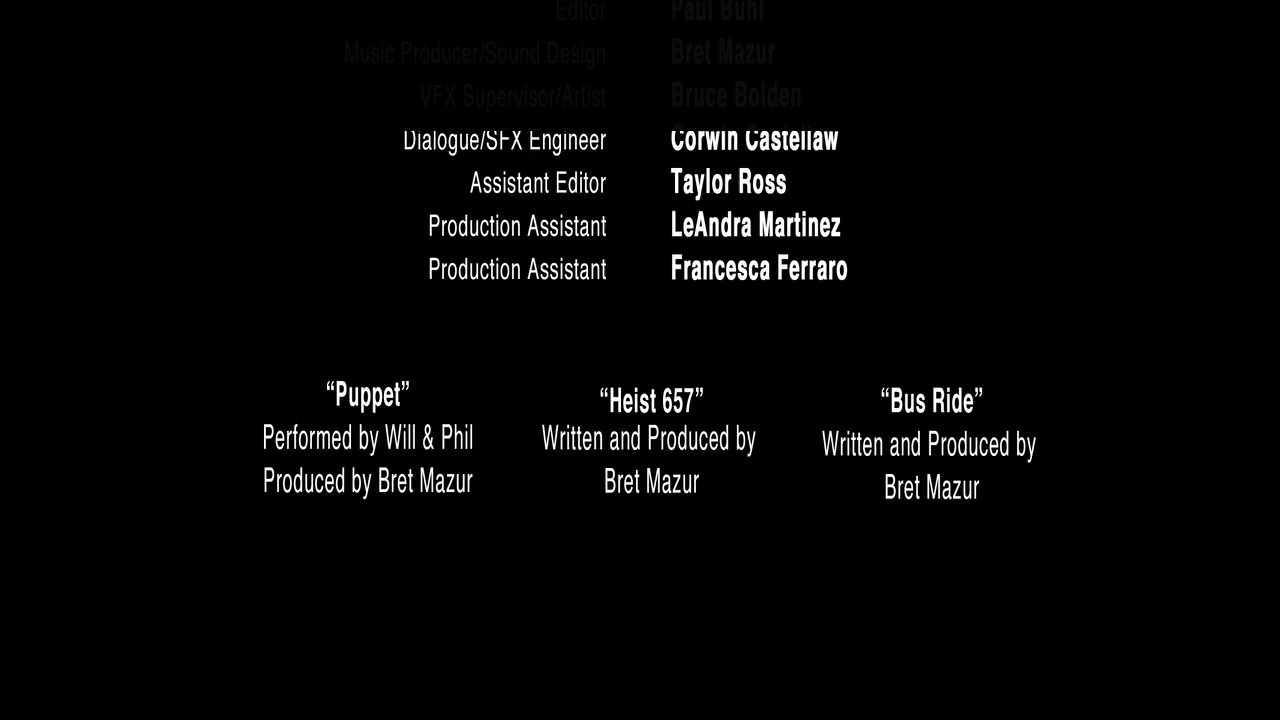 Editor Paul Buhl
Music Producer/Sound Design Bret Mazur
VFX Supervisor/Artist Bruce Bolden
Dialogue/SFX Engineer Corwin Castellaw
Assistant Editor Taylor Ross
Production Assistant LeAndra Martinez
Production Assistant Francesca Ferraro
“Puppet”
Performed by Will & Phil
Produced by Bret Mazur
“Heist 657”
Written and Produced by
Bret Mazur
“Bus Ride”
Written and Produced by
Bret Mazur